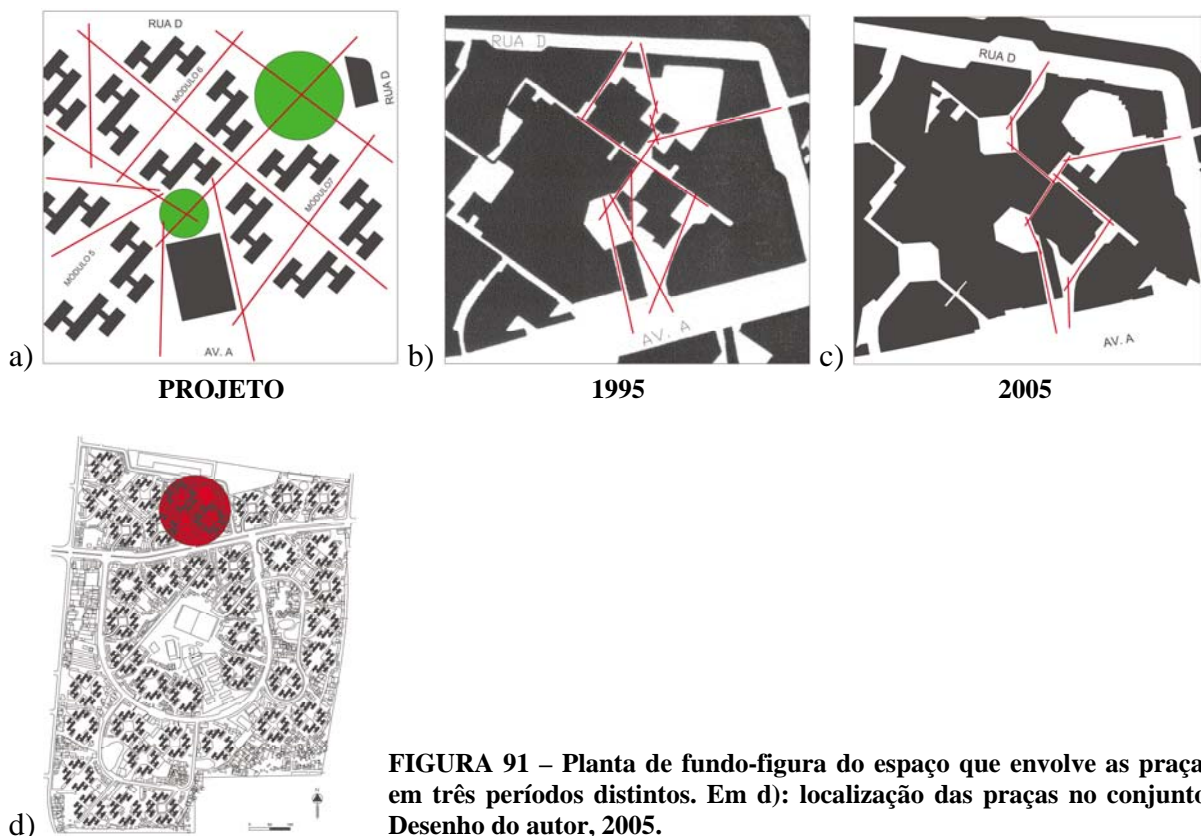 RUA D
MÓDULO 6
RUA D
MÓDULO7
MÓDULO 5
AV. A
a)
PROJETO
RUA D
AV. A
b)
1995
RUA D
AV. A
c)
2005
d)
N
FIGURA 91 – Planta de fundo-figura do espaço que envolve as praça
em três períodos distintos. Em d): localização das praças no conjunto
Desenho do autor, 2005.